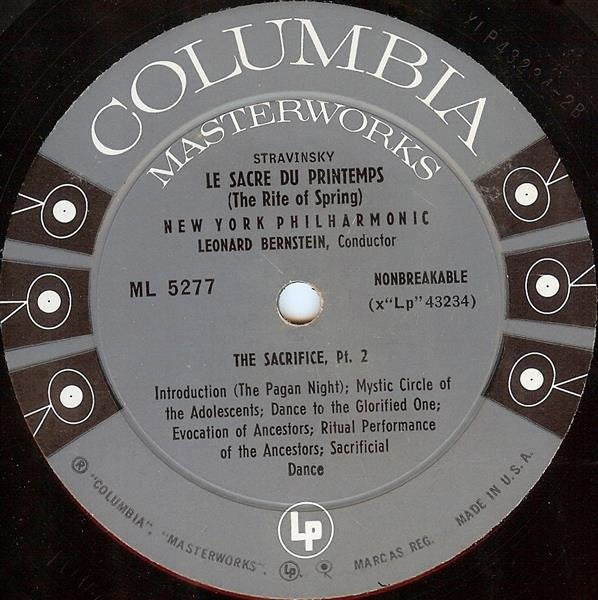 COLUMBIA
MASTERWORKS
STRAVINSKY
LE SACRE DU PRINTEMPS
(The Rite of Spring)
NEW YORK PHILHARMONIC
LEONARD BERNSTEIN, Conductor
ML 5277
NONBREAKABLE
(x"Lp" 43234)
THE SACRIFICE, Pt. 2
Introduction (The Pagan Night); Mystic Circle of
the Adolescents; Dance to the Glorified One;
Evocation of Ancestors; Ritual Performance
of the Ancestors; Sacrificial
Dance
Lp
® "COLUMBIA", "MASTERWORKS", Lp. MARCAS REG. MADE IN U.S.A.